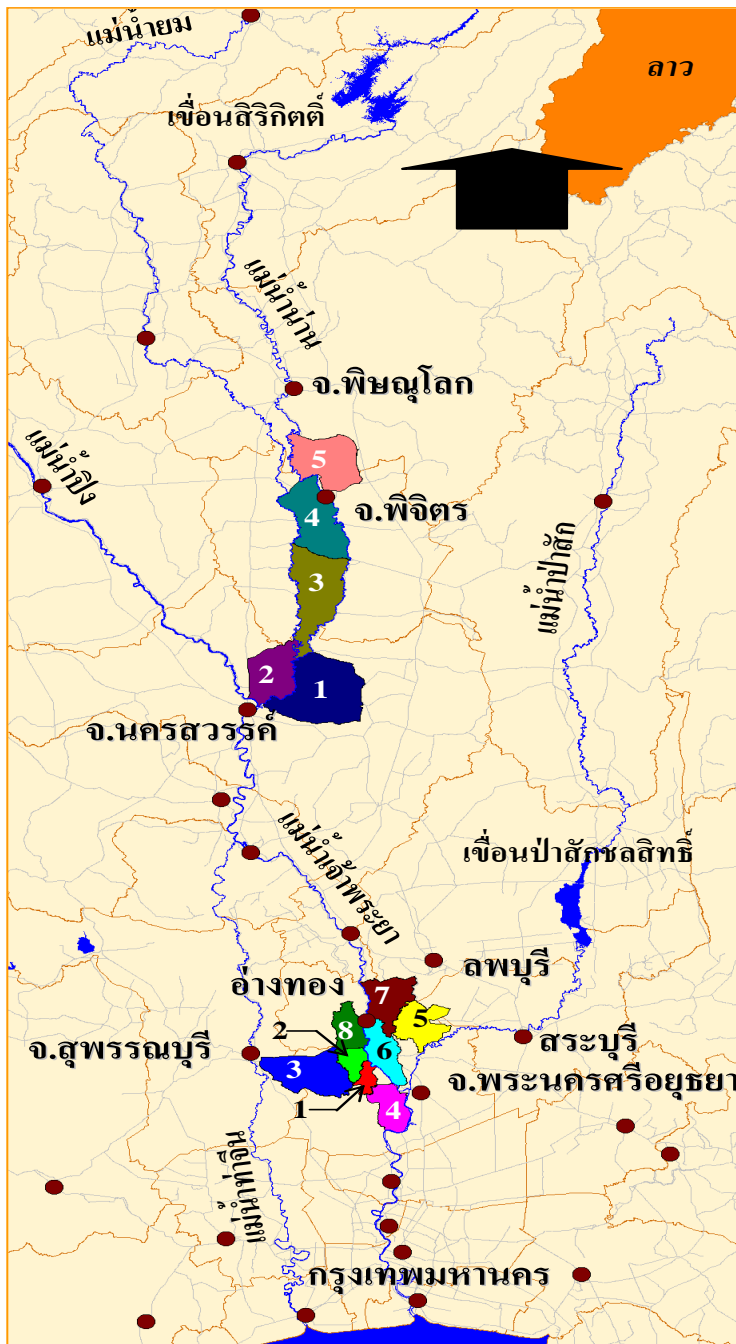 แม่น้ำยม
ลาว
เขื่อนสิริกิตติ์
แม่น้ำน่าน
จ.พิษณุโลก
แม่น้ำปิง
5
จ.พิจิตร
4
แม่น้ำป่าสัก
3
2
1
จ.นครสวรรค์
แม่น้ำเจ้าพระยา
เขื่อนป่าสักชลสิทธิ์
ลพบุรี
อ่างทอง
7
5
8
2
สระบุรี
จ.สุพรรณบุรี
6
3
จ.พระนครศรีอยุธยา
1
4
แม่น้ำท่าจีน
กรุงเทพมหานคร